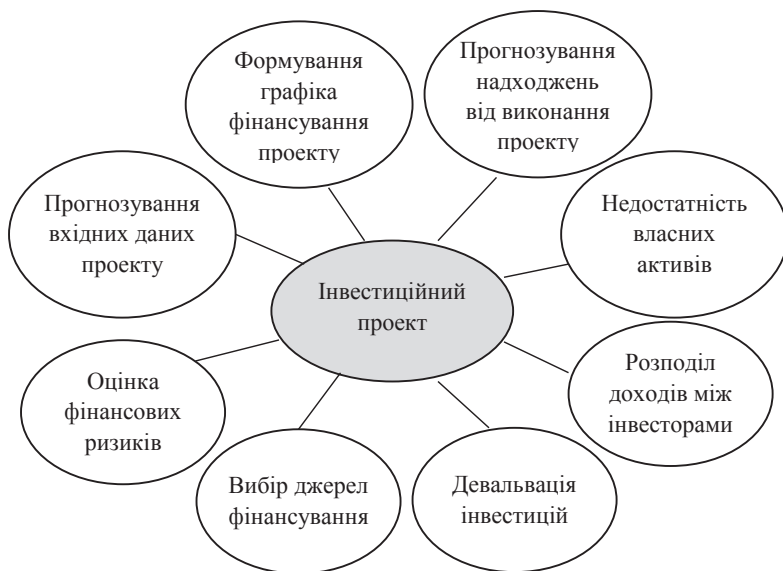 Формування
графіка
фінансування
проекту
Прогнозування
надходжень
від виконання
проекту
Прогнозування
вхідних даних
проекту
Недостатність
власних
активів
Інвестиційний
проект
Оцінка
фінансових
ризиків
Розподіл
доходів між
інвесторами
Вибір джерел
фінансування
Девальвація
інвестицій